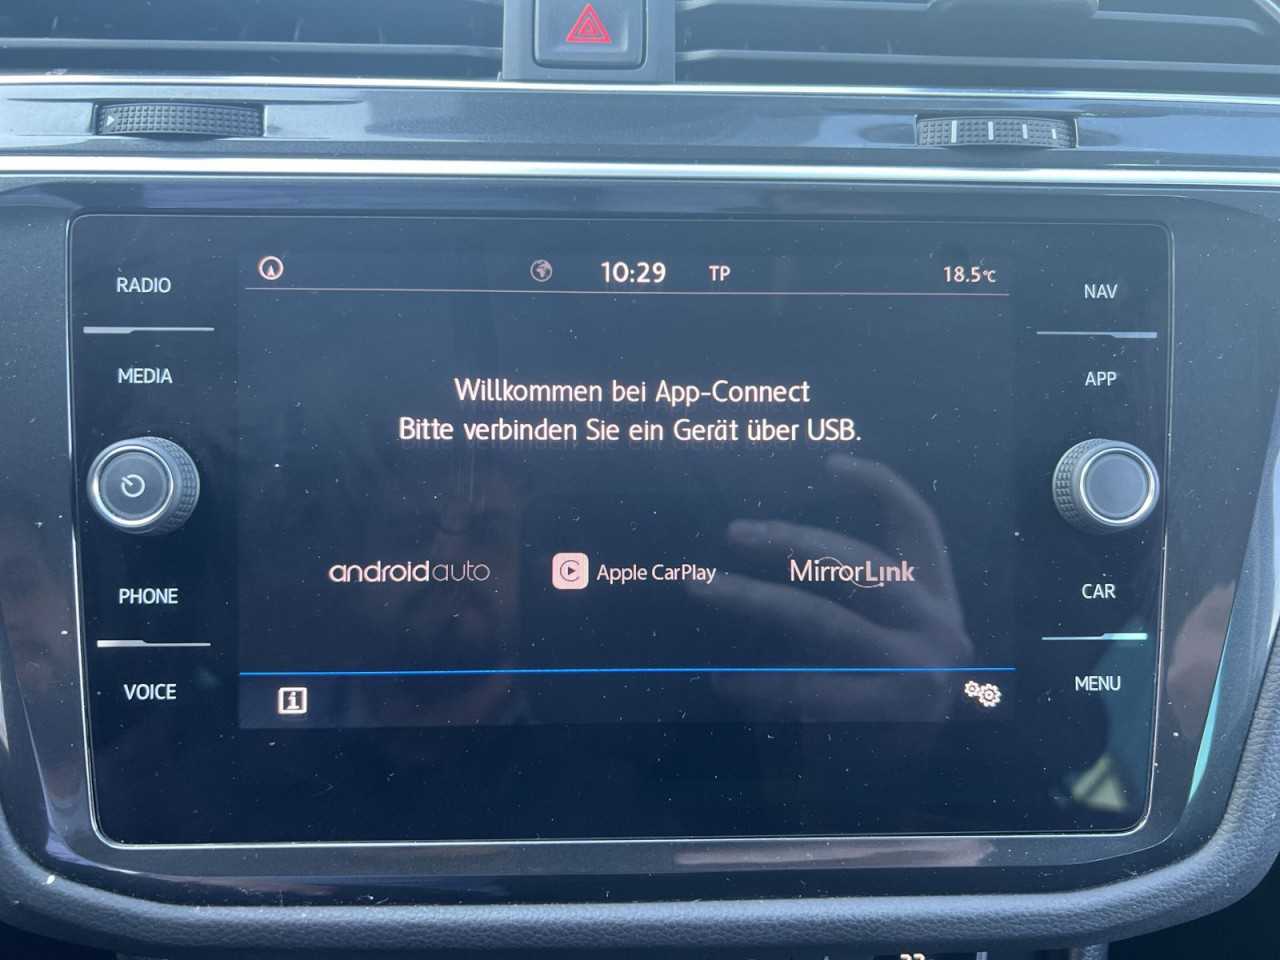 RADIO
MEDIA
PHONE
VOICE
10:29 TP 18.5°C
Willkommen bei App-Connect
Bitte verbinden Sie ein Gerät über USB.
androidauto Apple CarPlay MirrorLink
i
NAV
APP
CAR
MENU